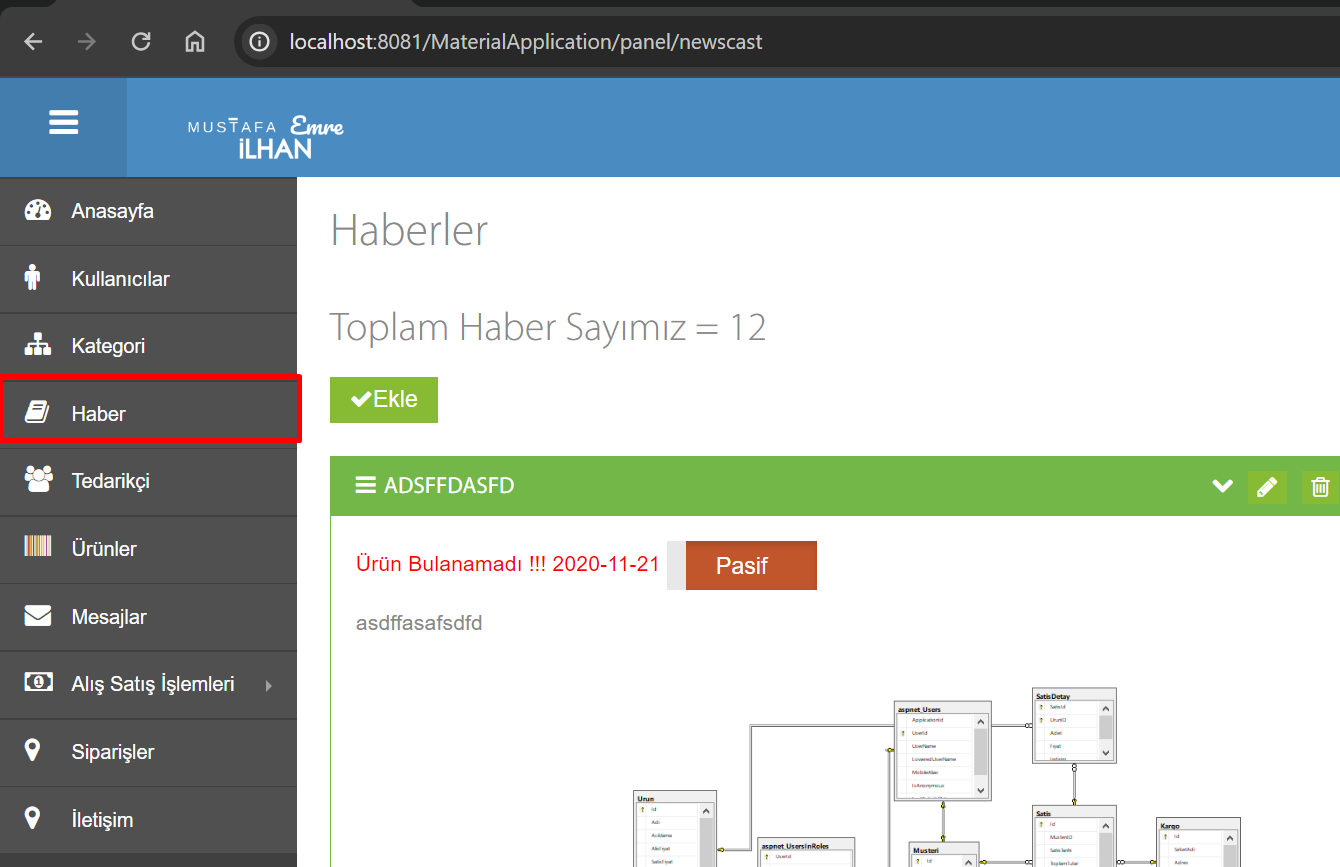 localhost:8081/MaterialApplication/panel/newscast
MUSTAFA Emre
İLHAN
Anasayfa
Kullanıcılar
Kategori
Haber
Tedarikçi
Ürünler
Mesajlar
Alış Satış İşlemleri
Siparişler
İletişim
Haberler
Toplam Haber Sayımız = 12
Ekle
ADSFFDASFD
Ürün Bulanamadı !!! 2020-11-21
Pasif
asdffasafsdfd
aspnet_Users
ApplicationId
UserId
UserName
LoweredUserName
MobileAlias
IsAnonymous
SatisDetay
SatisId
UrunID
Adet
Fiyat
Urun
Id
Adi
Aciklama
AlisFiyat
SatisFiyat
aspnet_UsersInRoles
UserId
Musteri
Id
Satis
Id
MusteriID
SatisTarihi
ToplamTutar
Kargo
Id
SirketAdi
Adres